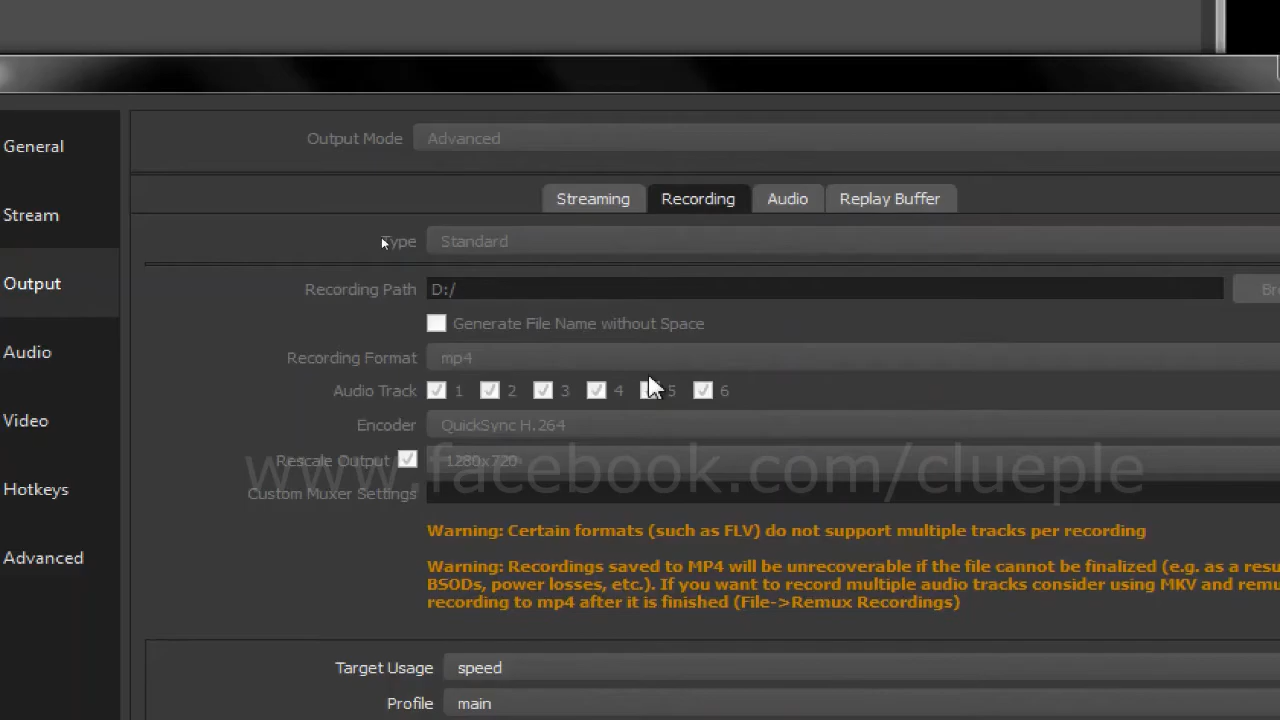 Output Mode Advanced
General
Streaming Recording Audio Replay Buffer
Stream
Type Standard
Output
Recording Path D:/
Generate File Name without Space
Audio
Recording Format mp4
Audio Track 1 2 3 4 5 6
Video
Encoder QuickSync H.264
Rescale Output 1280x720
www.facebook.com/clueple
Hotkeys
Custom Muxer Settings
Warning: Certain formats (such as FLV) do not support multiple tracks per recording
Advanced
Warning: Recordings saved to MP4 will be unrecoverable if the file cannot be finalized (e.g. as a resu
BSODs, power losses, etc.). If you want to record multiple audio tracks consider using MKV and remu
recording to mp4 after it is finished (File->Remux Recordings)
Target Usage speed
Profile main